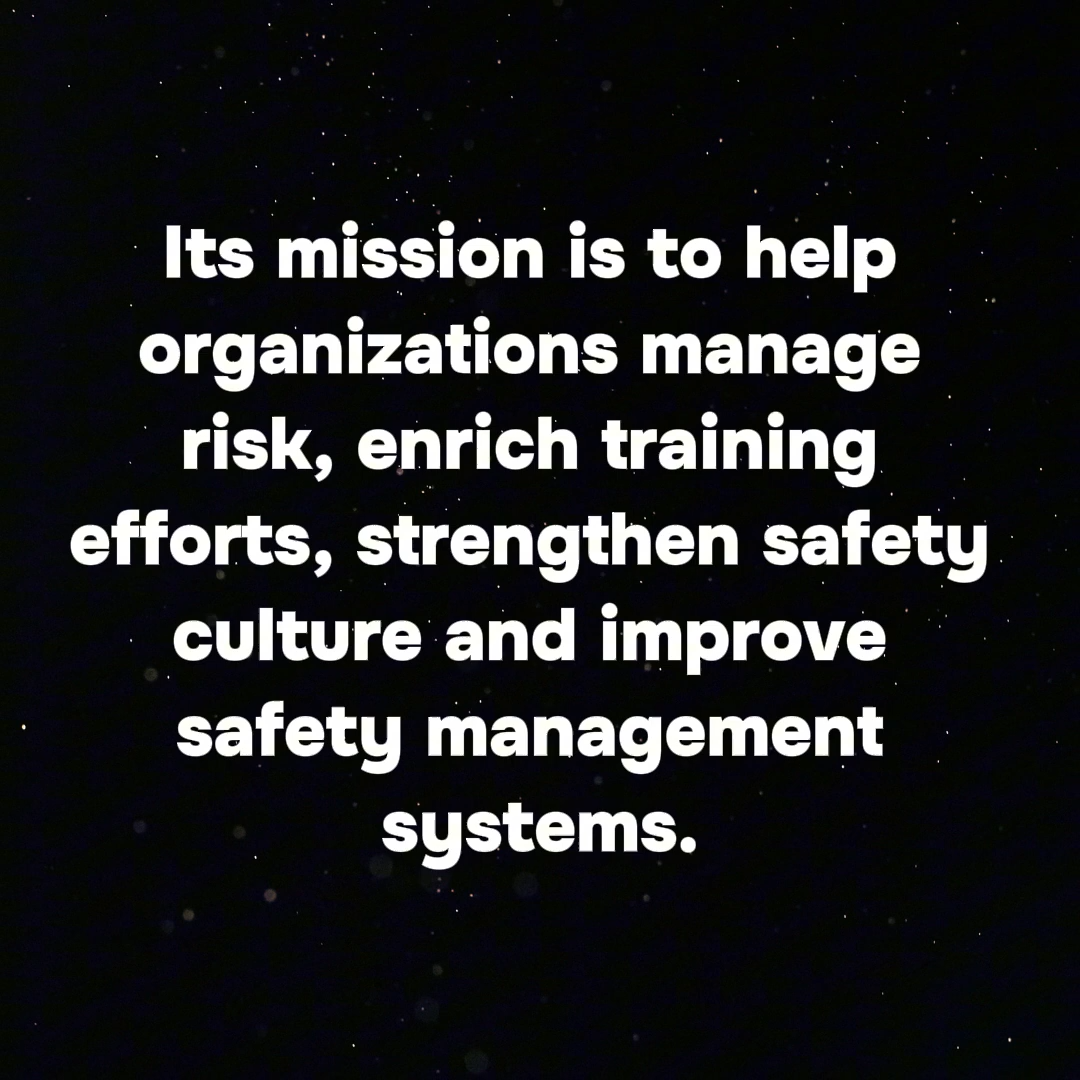 Its mission is to help
organizations manage
risk, enrich training
efforts, strengthen safety
culture and improve
safety management
systems.